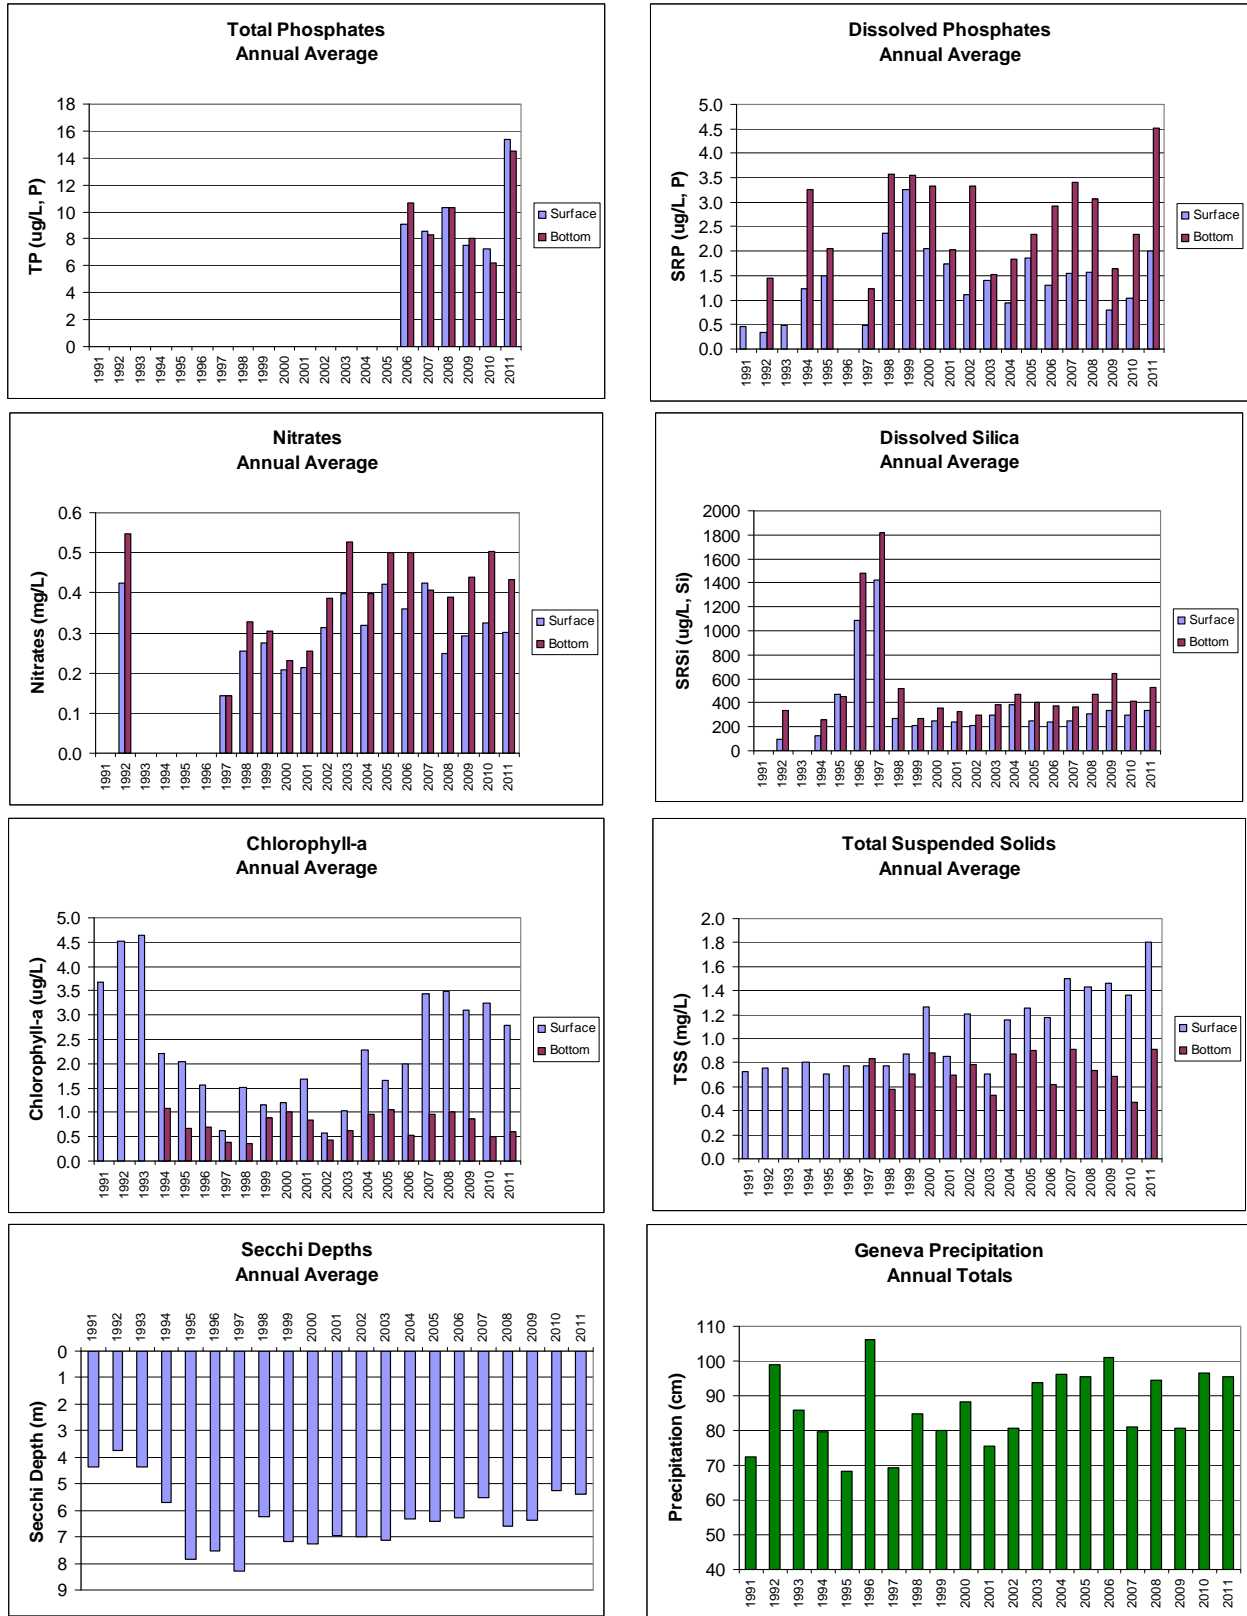 Total Phosphates
Annual Average
TP (ug/L, P)
18
16
14
12
10
8
6
4
2
0
1991 1992 1993 1994 1995 1996 1997 1998 1999 2000 2001 2002 2003 2004 2005 2006 2007 2008 2009 2010 2011
Surface
Bottom
Dissolved Phosphates
Annual Average
SRP (ug/L, P)
5.0
4.5
4.0
3.5
3.0
2.5
2.0
1.5
1.0
0.5
0.0
1991 1992 1993 1994 1995 1996 1997 1998 1999 2000 2001 2002 2003 2004 2005 2006 2007 2008 2009 2010 2011
Surface
Bottom
Nitrates
Annual Average
Nitrates (mg/L)
0.6
0.5
0.4
0.3
0.2
0.1
0.0
1991 1992 1993 1994 1995 1996 1997 1998 1999 2000 2001 2002 2003 2004 2005 2006 2007 2008 2009 2010 2011
Surface
Bottom
Dissolved Silica
Annual Average
SRSi (ug/L, Si)
2000
1800
1600
1400
1200
1000
800
600
400
200
0
1991 1992 1993 1994 1995 1996 1997 1998 1999 2000 2001 2002 2003 2004 2005 2006 2007 2008 2009 2010 2011
Surface
Bottom
Chlorophyll-a
Annual Average
Chlorophyll-a (ug/L)
5.0
4.5
4.0
3.5
3.0
2.5
2.0
1.5
1.0
0.5
0.0
1991 1992 1993 1994 1995 1996 1997 1998 1999 2000 2001 2002 2003 2004 2005 2006 2007 2008 2009 2010 2011
Surface
Bottom
Total Suspended Solids
Annual Average
TSS (mg/L)
2.0
1.8
1.6
1.4
1.2
1.0
0.8
0.6
0.4
0.2
0.0
1991 1992 1993 1994 1995 1996 1997 1998 1999 2000 2001 2002 2003 2004 2005 2006 2007 2008 2009 2010 2011
Surface
Bottom
Secchi Depths
Annual Average
1991 1992 1993 1994 1995 1996 1997 1998 1999 2000 2001 2002 2003 2004 2005 2006 2007 2008 2009 2010 2011
Secchi Depth (m)
0
1
2
3
4
5
6
7
8
9
Geneva Precipitation
Annual Totals
Precipitation (cm)
110
100
90
80
70
60
50
40
1991 1992 1993 1994 1995 1996 1997 1998 1999 2000 2001 2002 2003 2004 2005 2006 2007 2008 2009 2010 2011